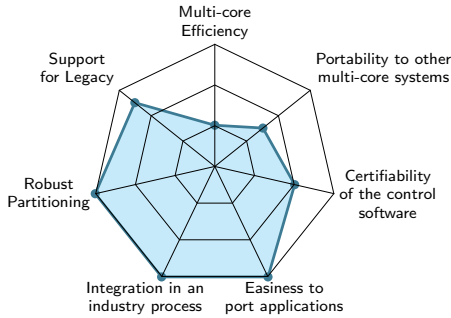 Multi-core
Efficiency
Support
for Legacy
Portability to other
multi-core systems
Robust
Partitioning
Certifiability
of the control
software
Integration in an
industry process
Easiness to
port applications